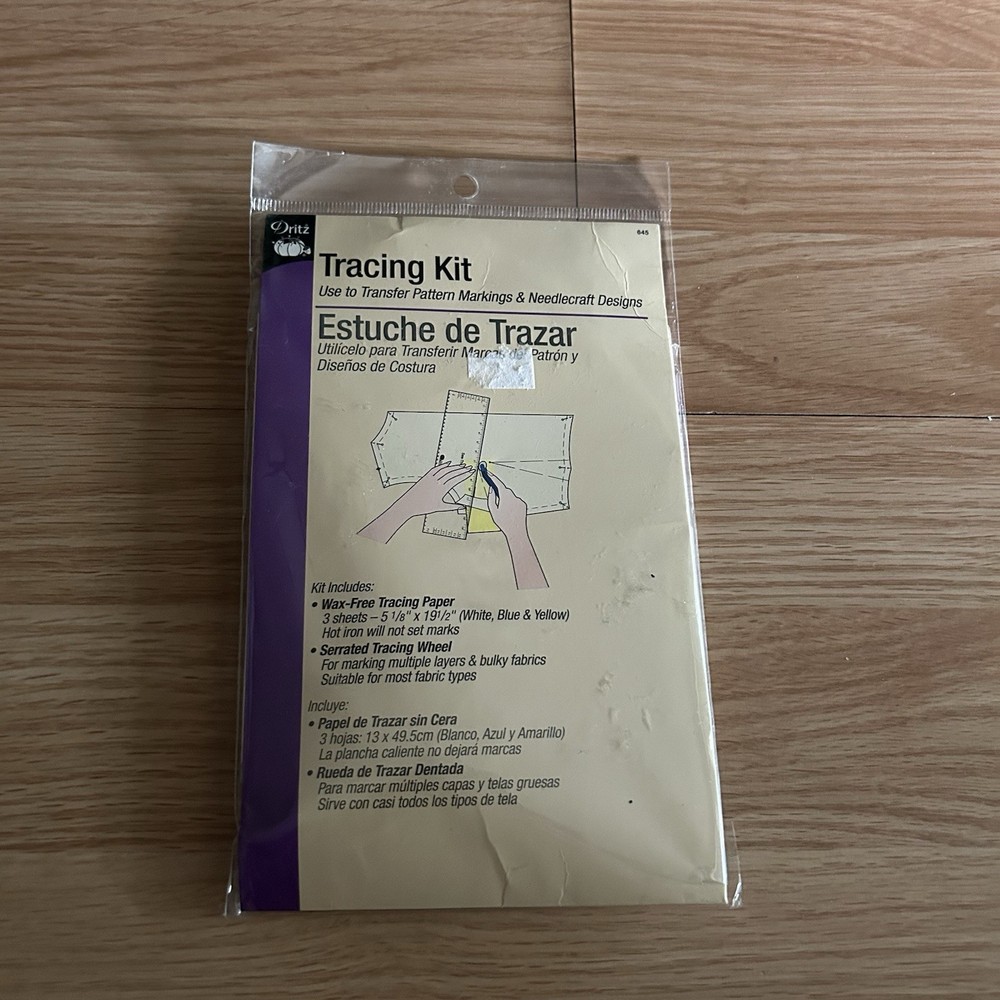 Dritz
645
Tracing Kit
Use to Transfer Pattern Markings & Needlecraft Designs
Estuche de Trazar
Utilícelo para Transferir Patrón y
Diseños de Costura
Kit Includes:
• Wax-Free Tracing Paper
3 sheets – 5 1/8" x 19 1/2" (White, Blue & Yellow)
Hot iron will not set marks
• Serrated Tracing Wheel
For marking multiple layers & bulky fabrics
Suitable for most fabric types
Incluye:
• Papel de Trazar sin Cera
3 hojas: 13 x 49.5cm (Blanco, Azul y Amarillo)
La plancha caliente no dejará marcas
• Rueda de Trazar Dentada
Para marcar múltiples capas y telas gruesas
Sirve con casi todos los tipos de tela